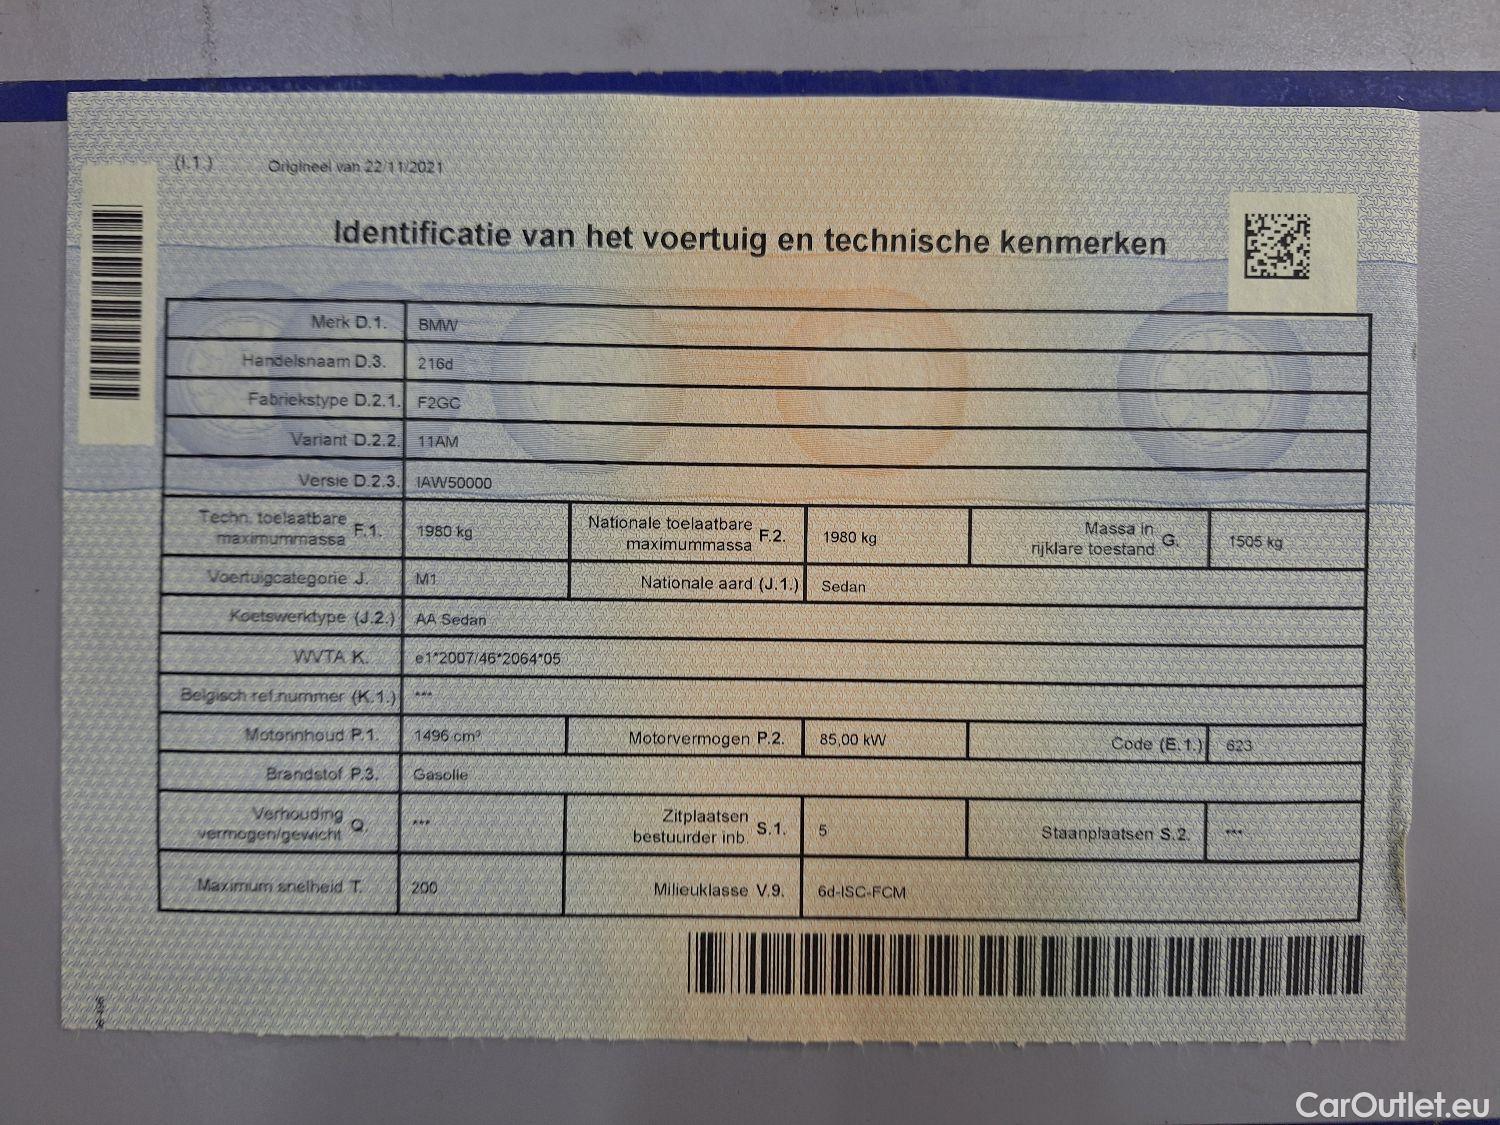 (I.1.) Origineel van 22/11/2021
Identificatie van het voertuig en technische kenmerken
Merk D.1. BMW
Handelsnaam D.3. 216d
Fabriekstype D.2.1. F2GC
Variant D.2.2. 11AM
Versie D.2.3. IAW50000
Techn. toelaatbare maximummassa F.1. 1980 kg Nationale toelaatbare maximummassa F.2. 1980 kg Massa in rijklare toestand G. 1505 kg
Voertuigcategorie J. M1 Nationale aard (J.1.) Sedan
Koetswerktype (J.2.) AA Sedan
WVTA K. e1*2007/46*2064*05
Belgisch ref.nummer (K.1.) ***
Motorinhoud P.1. 1496 cm³ Motorvermogen P.2. 85,00 kW Code (E.1.) 623
Brandstof P.3. Gasolie
Verhouding vermogen/gewicht Q. *** Zitplaatsen bestuurder inb. S.1. 5 Staanplaatsen S.2. ***
Maximum snelheid T. 200 Milieuklasse V.9. 6d-ISC-FCM
CarOutlet.eu